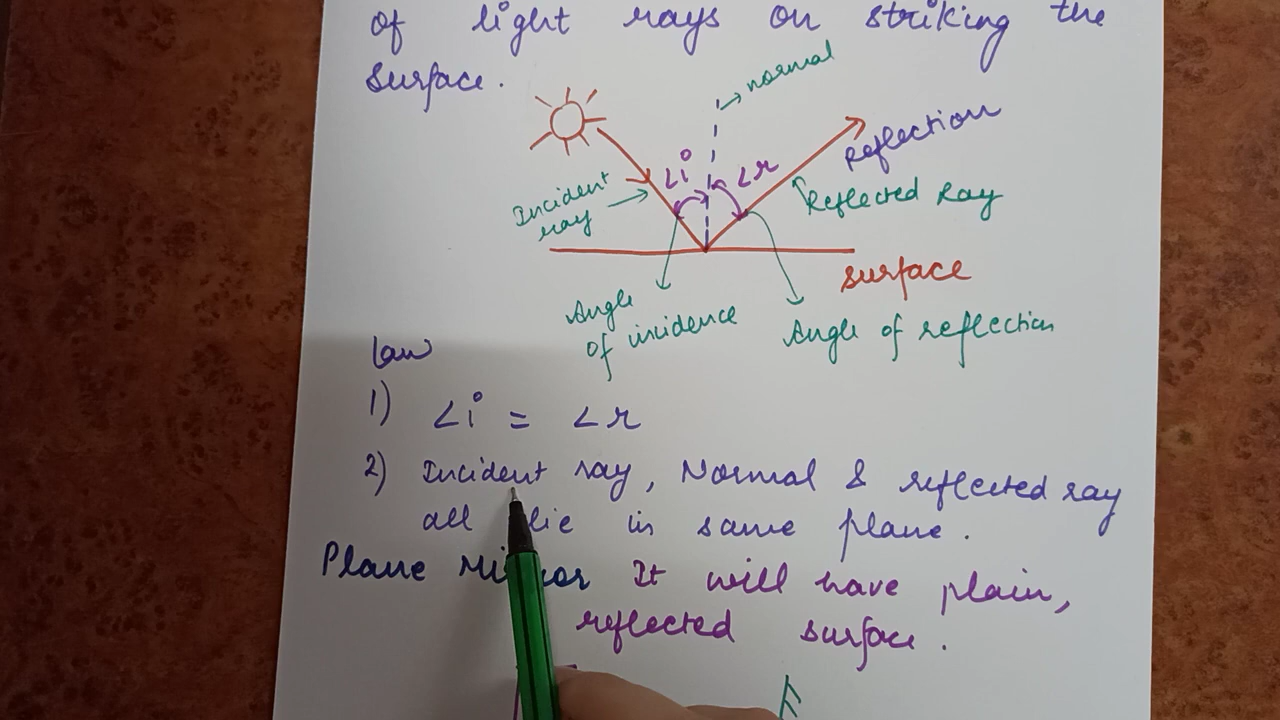 of light rays on striking the
surface.
normal
∠i
∠r
Reflection
Incident
ray
Reflected Ray
surface
Angle
of incidence
Angle of reflection
Law
1) ∠i = ∠r
2) Incident ray, Normal & reflected ray
all lie in same plane.
Plane Mirror It will have plain,
reflected surface.